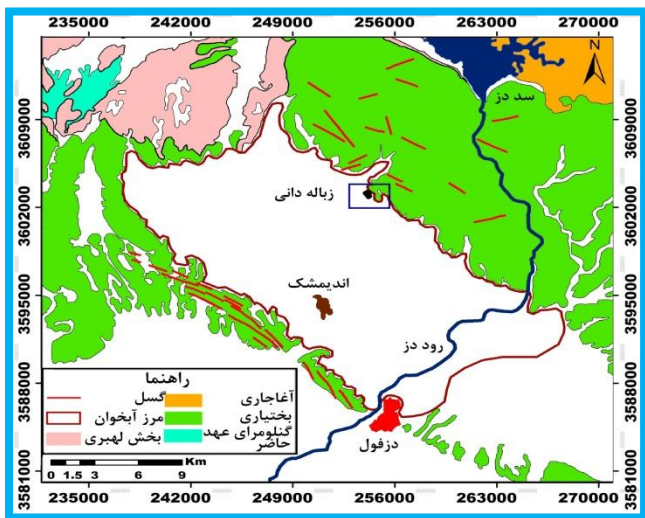 235000 242000 249000 256000 263000 270000
N
سد دز
3609000 3609000
زباله دانی
3602000 3602000
اندیمشک
3595000 3595000
رود دز
راهنما
گسل آغاجاری
مرز آبخوان بختیاری
بخش لهبری گنلومرای عهد حاضر
3588000 3588000
دزفول
Km
0 1.5 3 6 9
3581000 3581000
235000 242000 249000 256000 263000 270000